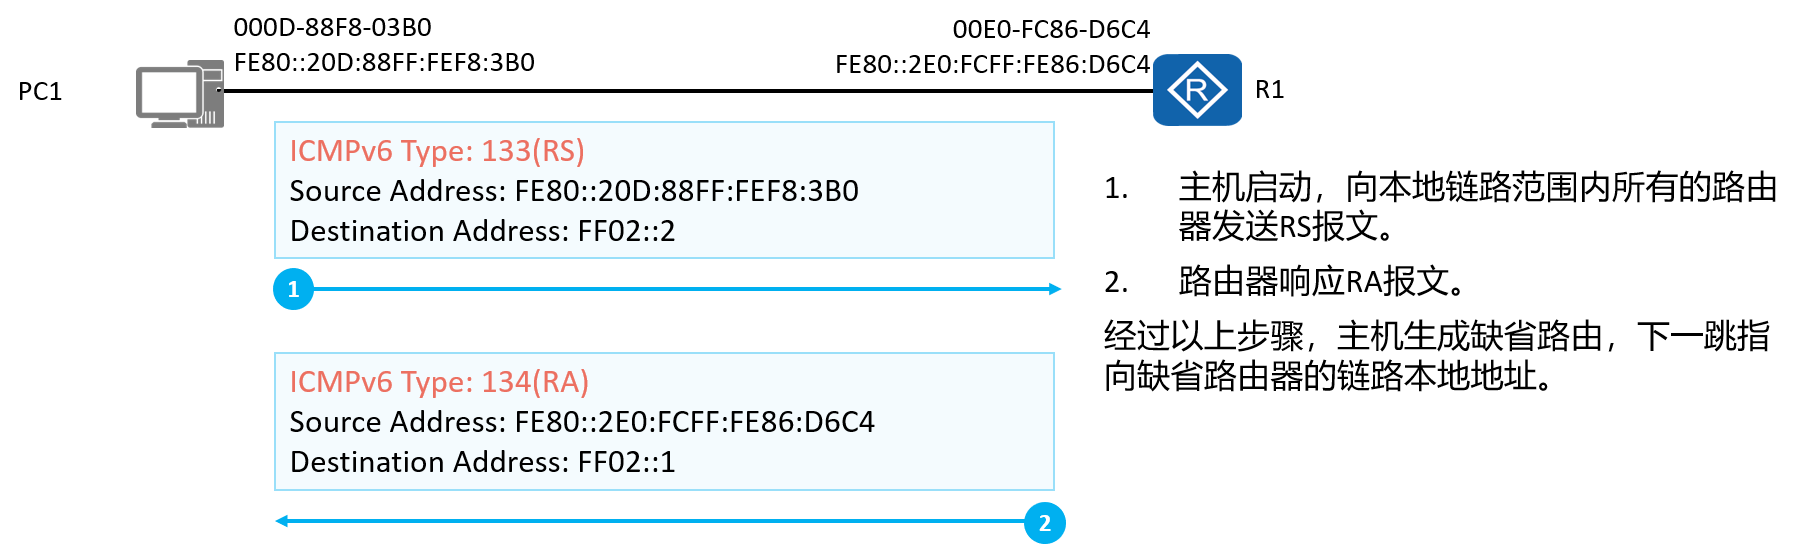 000D-88F8-03B0
FE80::20D:88FF:FEF8:3B0
00E0-FC86-D6C4
FE80::2E0:FCFF:FE86:D6C4
PC1
R
R1
ICMPv6 Type: 133(RS)
Source Address: FE80::20D:88FF:FEF8:3B0
Destination Address: FF02::2
1
ICMPv6 Type: 134(RA)
Source Address: FE80::2E0:FCFF:FE86:D6C4
Destination Address: FF02::1
2
1. 主机启动，向本地链路范围内所有的路由
器发送RS报文。
2. 路由器响应RA报文。
经过以上步骤，主机生成缺省路由，下一跳指
向缺省路由器的链路本地地址。